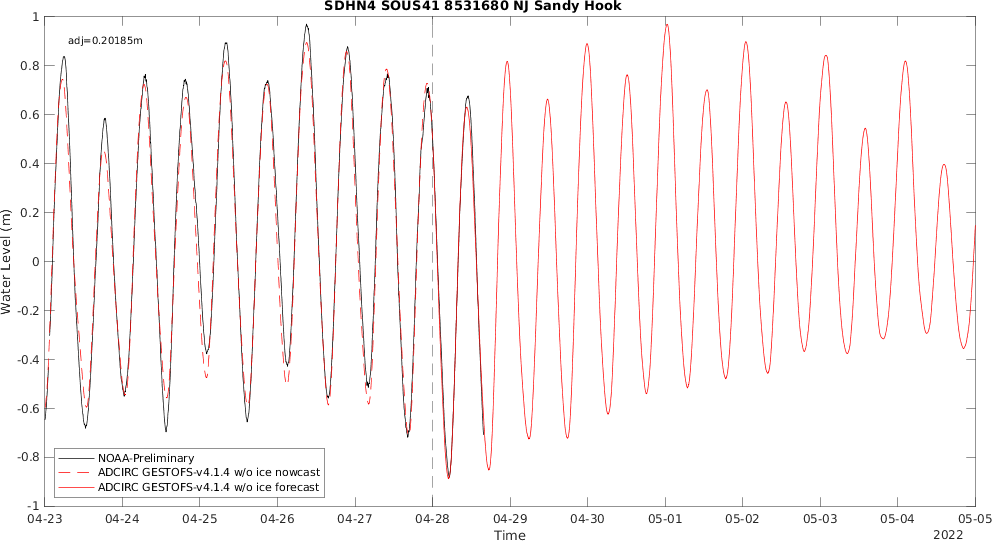 SDHN4 SOUS41 8531680 NJ Sandy Hook
adj=0.20185m
1
0.8
0.6
0.4
0.2
0
-0.2
-0.4
-0.6
-0.8
-1
Water Level (m)
NOAA-Preliminary
ADCIRC GESTOFS-v4.1.4 w/o ice nowcast
ADCIRC GESTOFS-v4.1.4 w/o ice forecast
04-23 04-24 04-25 04-26 04-27 04-28 04-29 04-30 05-01 05-02 05-03 05-04 05-05
Time
2022